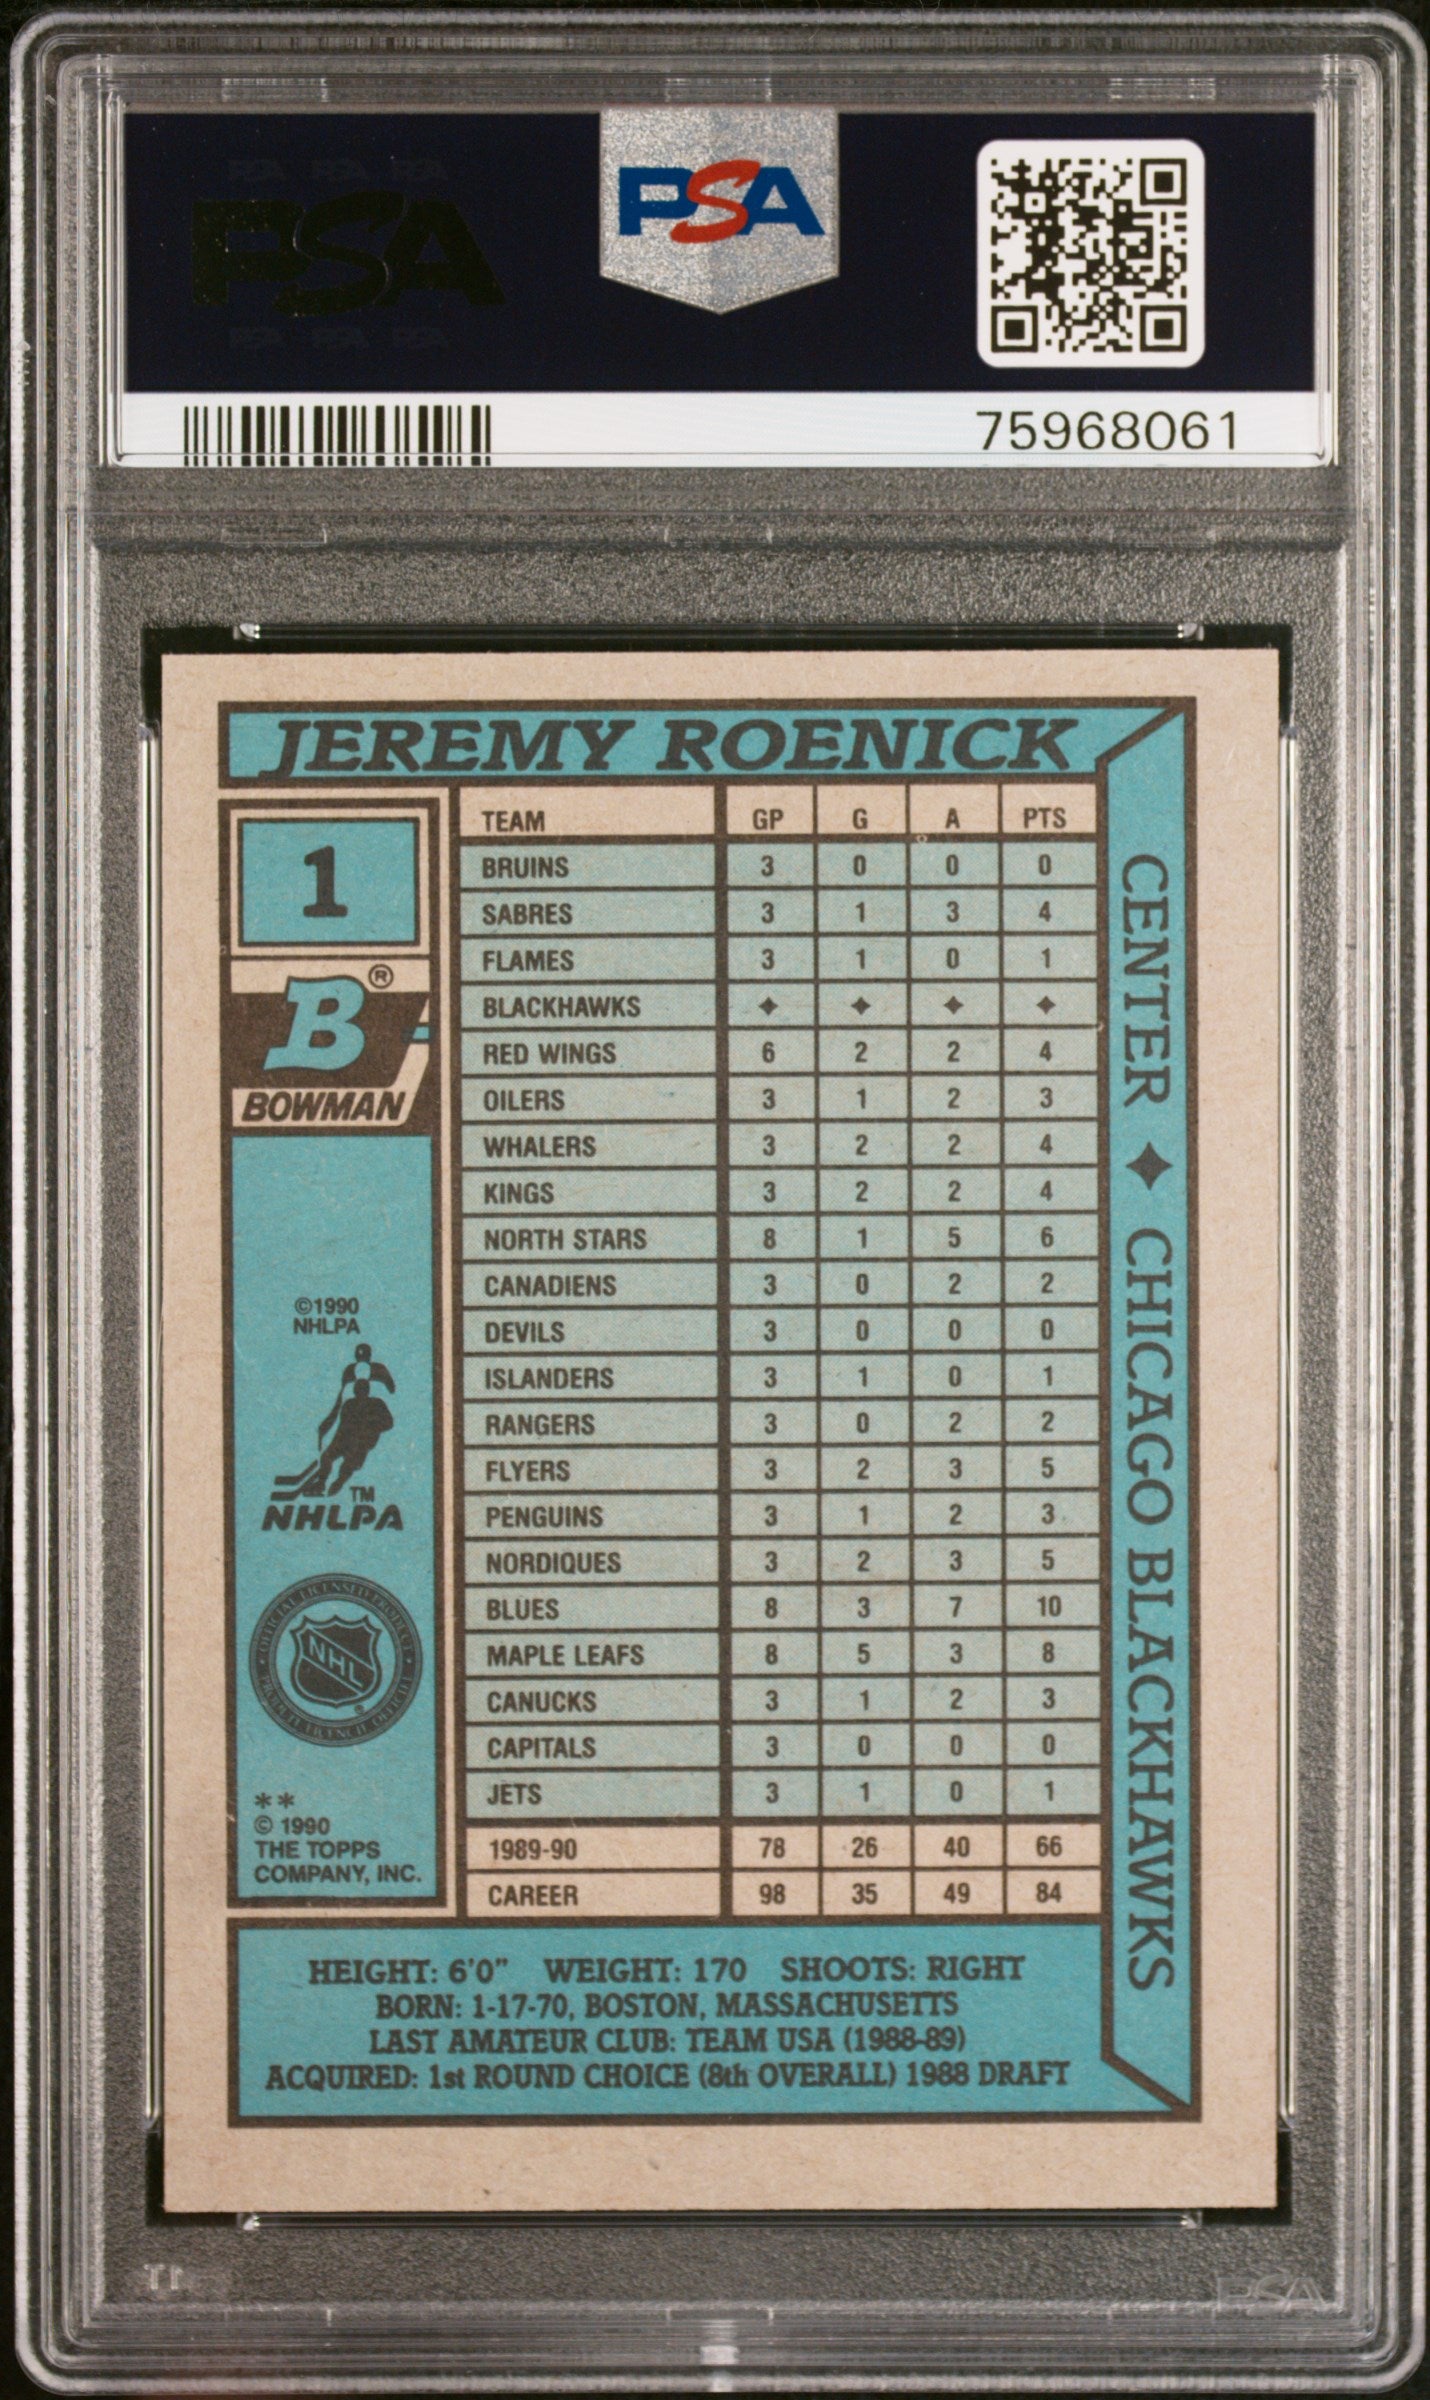 PSA
75968061
JEREMY ROENICK
1
B®
BOWMAN
TEAM GP G A PTS
BRUINS 3 0 0 0
SABRES 3 1 3 4
FLAMES 3 1 0 1
BLACKHAWKS ✦ ✦ ✦ ✦
RED WINGS 6 2 2 4
OILERS 3 1 2 3
WHALERS 3 2 2 4
KINGS 3 2 2 4
NORTH STARS 8 1 5 6
CANADIENS 3 0 2 2
DEVILS 3 0 0 0
ISLANDERS 3 1 0 1
RANGERS 3 0 2 2
FLYERS 3 2 3 5
PENGUINS 3 1 2 3
NORDIQUES 3 2 3 5
BLUES 8 3 7 10
MAPLE LEAFS 8 5 3 8
CANUCKS 3 1 2 3
CAPITALS 3 0 0 0
JETS 3 1 0 1
1989-90 78 26 40 66
CAREER 98 35 49 84
CENTER ✦ CHICAGO BLACKHAWKS
©1990
NHLPA
TM
NHLPA
OFFICIAL LICENSED PRODUCT
NHL
®
**
© 1990
THE TOPPS
COMPANY, INC.
HEIGHT: 6'0" WEIGHT: 170 SHOOTS: RIGHT
BORN: 1-17-70, BOSTON, MASSACHUSETTS
LAST AMATEUR CLUB: TEAM USA (1988-89)
ACQUIRED: 1st ROUND CHOICE (8th OVERALL) 1988 DRAFT
PSA